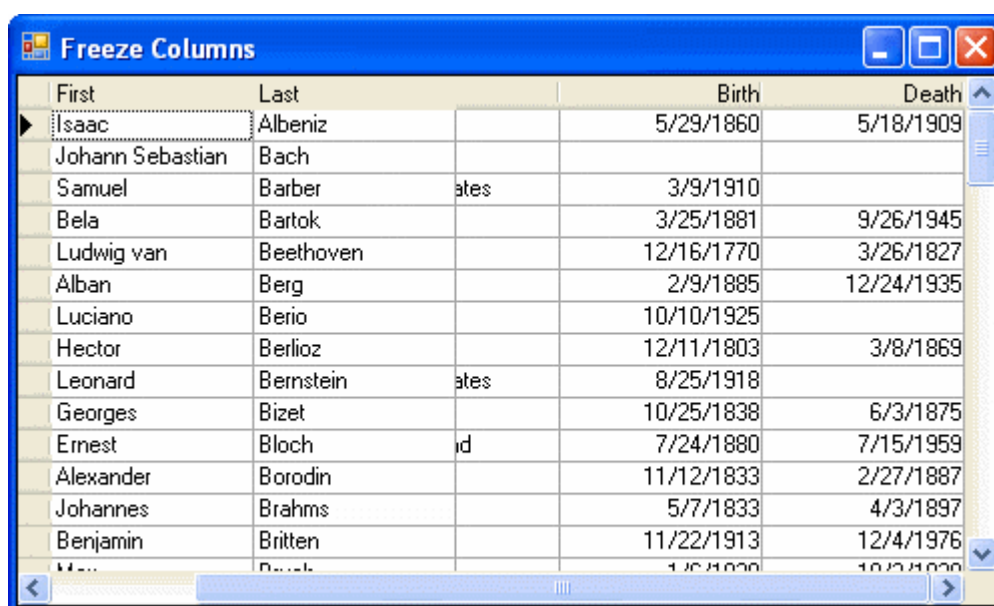 Freeze Columns
First Last Birth Death
Isaac Albeniz 5/29/1860 5/18/1909
Johann Sebastian Bach
Samuel Barber ates 3/9/1910
Bela Bartok 3/25/1881 9/26/1945
Ludwig van Beethoven 12/16/1770 3/26/1827
Alban Berg 2/9/1885 12/24/1935
Luciano Berio 10/10/1925
Hector Berlioz 12/11/1803 3/8/1869
Leonard Bernstein ates 8/25/1918
Georges Bizet 10/25/1838 6/3/1875
Ernest Bloch nd 7/24/1880 7/15/1959
Alexander Borodin 11/12/1833 2/27/1887
Johannes Brahms 5/7/1833 4/3/1897
Benjamin Britten 11/22/1913 12/4/1976